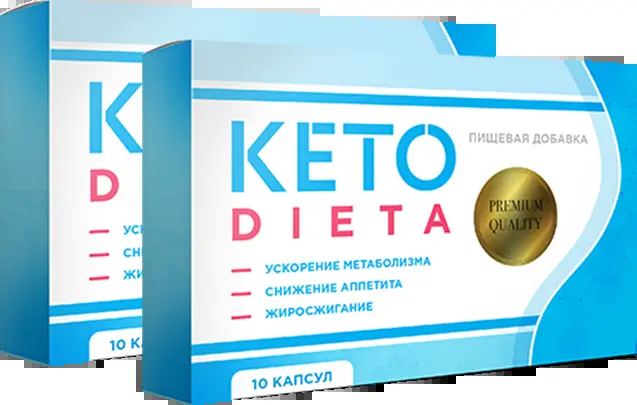 KETO
DIETA
ПИЩЕВАЯ ДОБАВКА
PREMIUM
QUALITY
УСКОРЕНИЕ МЕТАБОЛИЗМА
СНИЖЕНИЕ АППЕТИТА
ЖИРОСЖИГАНИЕ
10 КАПСУЛ